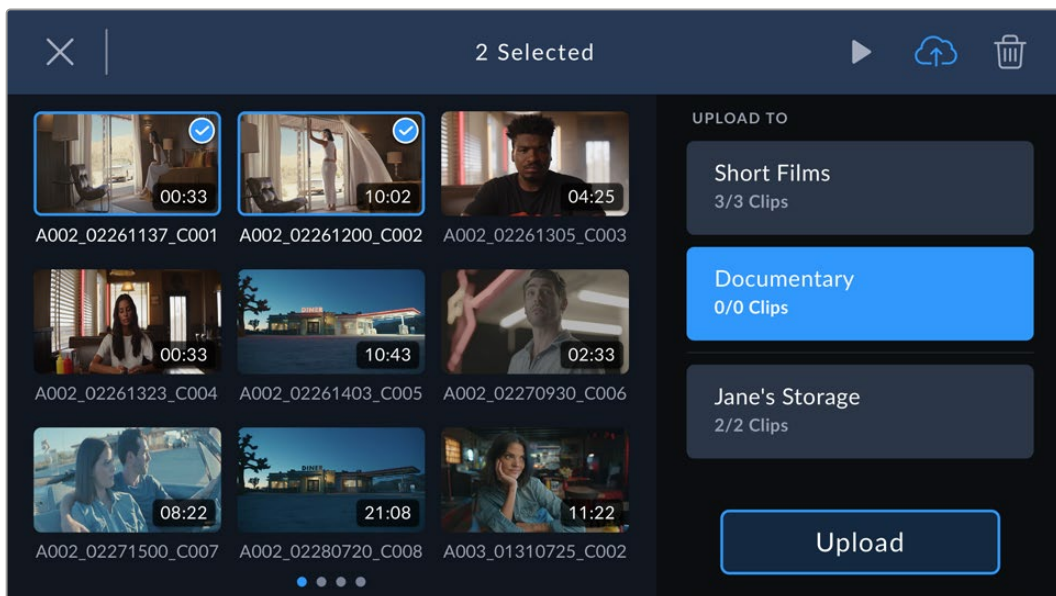 2 Selected
00:33
10:02
04:25
A002_02261137_C001
A002_02261200_C002
A002_02261305_C003
00:33
DINER
10:43
02:33
A002_02261323_C004
A002_02261403_C005
A002_02270930_C006
08:22
DINER
21:08
11:22
A002_02271500_C007
A002_02280720_C008
A003_01310725_C002
UPLOAD TO
Short Films
3/3 Clips
Documentary
0/0 Clips
Jane's Storage
2/2 Clips
Upload